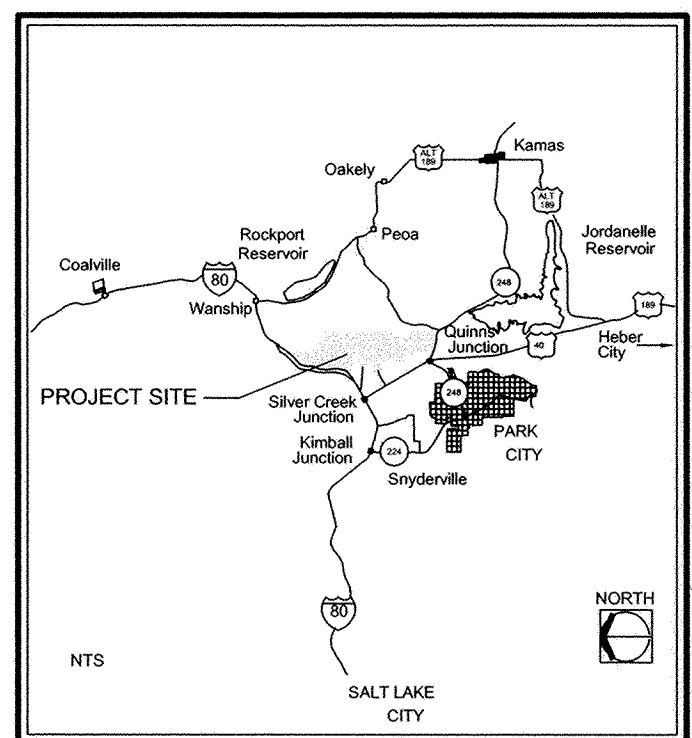 Kamas
ALT
189
Oakely
ALT
189
Peoa
Jordanelle
Reservoir
Rockport
Reservoir
Coalville
80
248
Wanship
189
Quinns
Junction
40
Heber
City
PROJECT SITE
Silver Creek
Junction
248
PARK
CITY
Kimball
Junction
224
Snyderville
80
NORTH
NTS
SALT LAKE
CITY